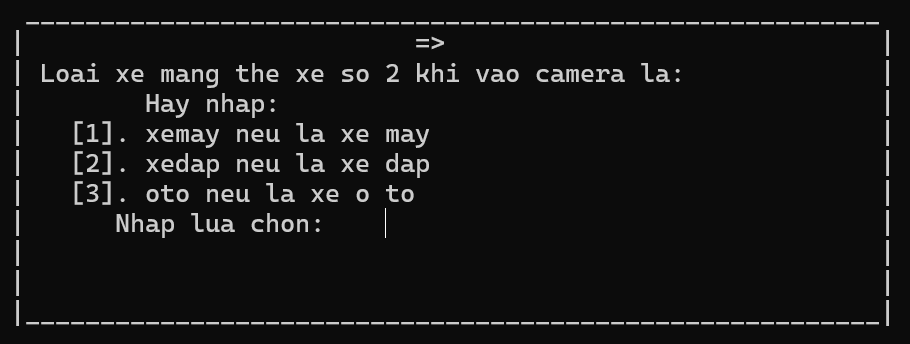 =>
Loai xe mang the xe so 2 khi vao camera la:
Hay nhap:
[1]. xemay neu la xe may
[2]. xedap neu la xe dap
[3]. oto neu la xe o to
Nhap lua chon: